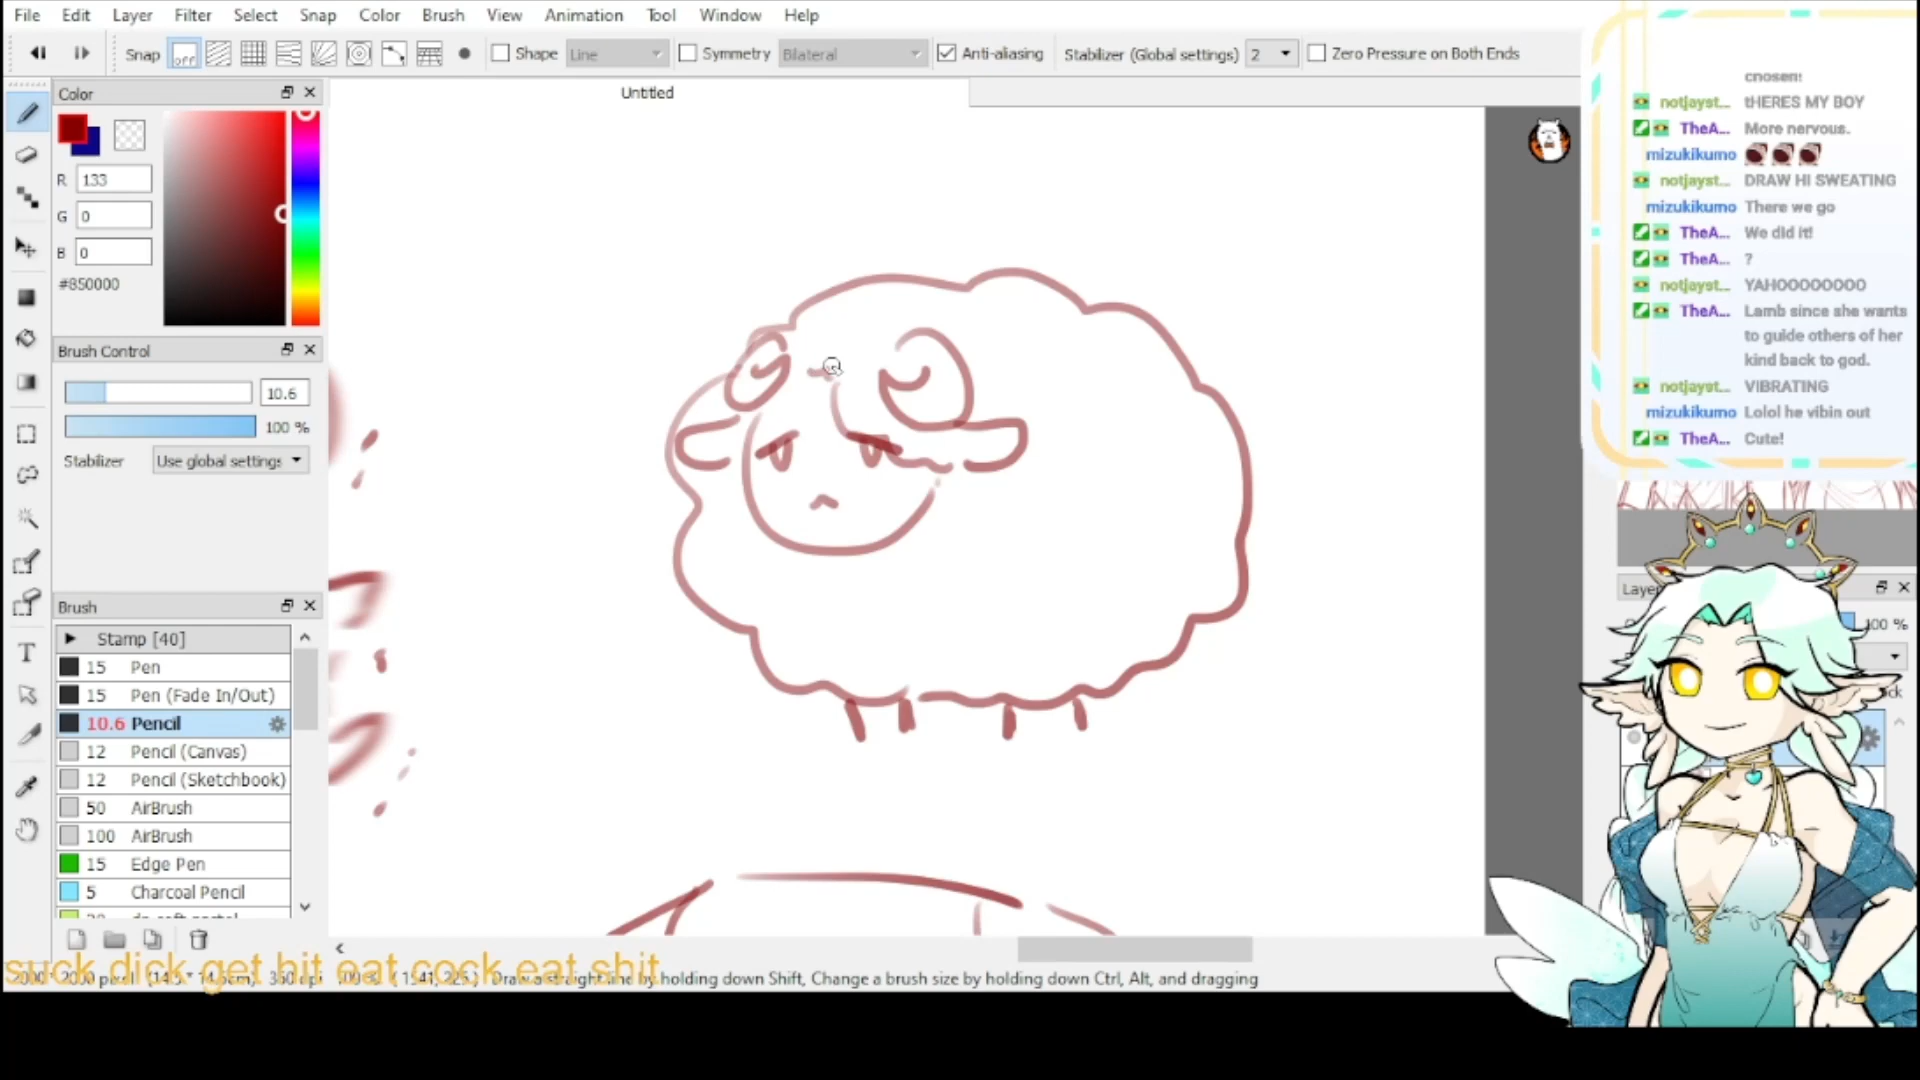 File Edit Layer Filter Select Snap Color Brush View Animation Tool Window Help
Snap off Shape Line Symmetry Bilateral Anti-aliasing Stabilizer (Global settings) 2 Zero Pressure on Both Ends
Color
Untitled
R 133
G 0
B 0
#850000
Brush Control
10.6
100 %
Stabilizer Use global settings
Brush
Stamp [40]
15 Pen
15 Pen (Fade In/Out)
10.6 Pencil
12 Pencil (Canvas)
12 Pencil (Sketchbook)
50 AirBrush
100 AirBrush
15 Edge Pen
5 Charcoal Pencil
T
suck dick get hit eat cock eat shit
holding down Shift, Change a brush size by holding down Ctrl, Alt, and dragging
chosen!
notjayst... tHERES MY BOY
TheA... More nervous.
mizukikumo
notjayst... DRAW HI SWEATING
mizukikumo There we go
TheA... We did it!
TheA... ?
notjayst... YAHOOOOOOOO
TheA... Lamb since she wants
to guide others of her
kind back to god.
notjayst... VIBRATING
mizukikumo Lolol he vibin out
TheA... Cute!
100 %